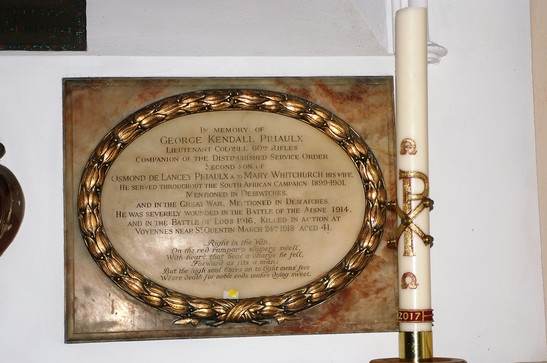 IN MEMORY OF
GEORGE KENDALL PRIAULX
LIEUTENANT COLONEL 60TH RIFLES
COMPANION OF THE DISTINGUISHED SERVICE ORDER
SECOND SON OF
OSMOND DE LANCEY PRIAULX AND MARY WHITCHURCH HIS WIFE.
HE SERVED THROUGHOUT THE SOUTH AFRICAN CAMPAIGN 1899-1901.
MENTIONED IN DESPATCHES.
AND IN THE GREAT WAR. MENTIONED IN DESPATCHES.
HE WAS SEVERELY WOUNDED IN THE BATTLE OF THE AISNE 1914.
AND IN THE BATTLE OF LOOS 1916. KILLED IN ACTION AT
VOYENNES NEAR ST QUENTIN MARCH 24TH 1918 AGED 41.
Right in the Van,
On the red rampart's slippery swell,
With heart that beat a charge he fell,
Forward as fits a man:
But the high soul burns on to light men's feet
Where death for noble ends makes dying sweet.
Α
Ω
2017